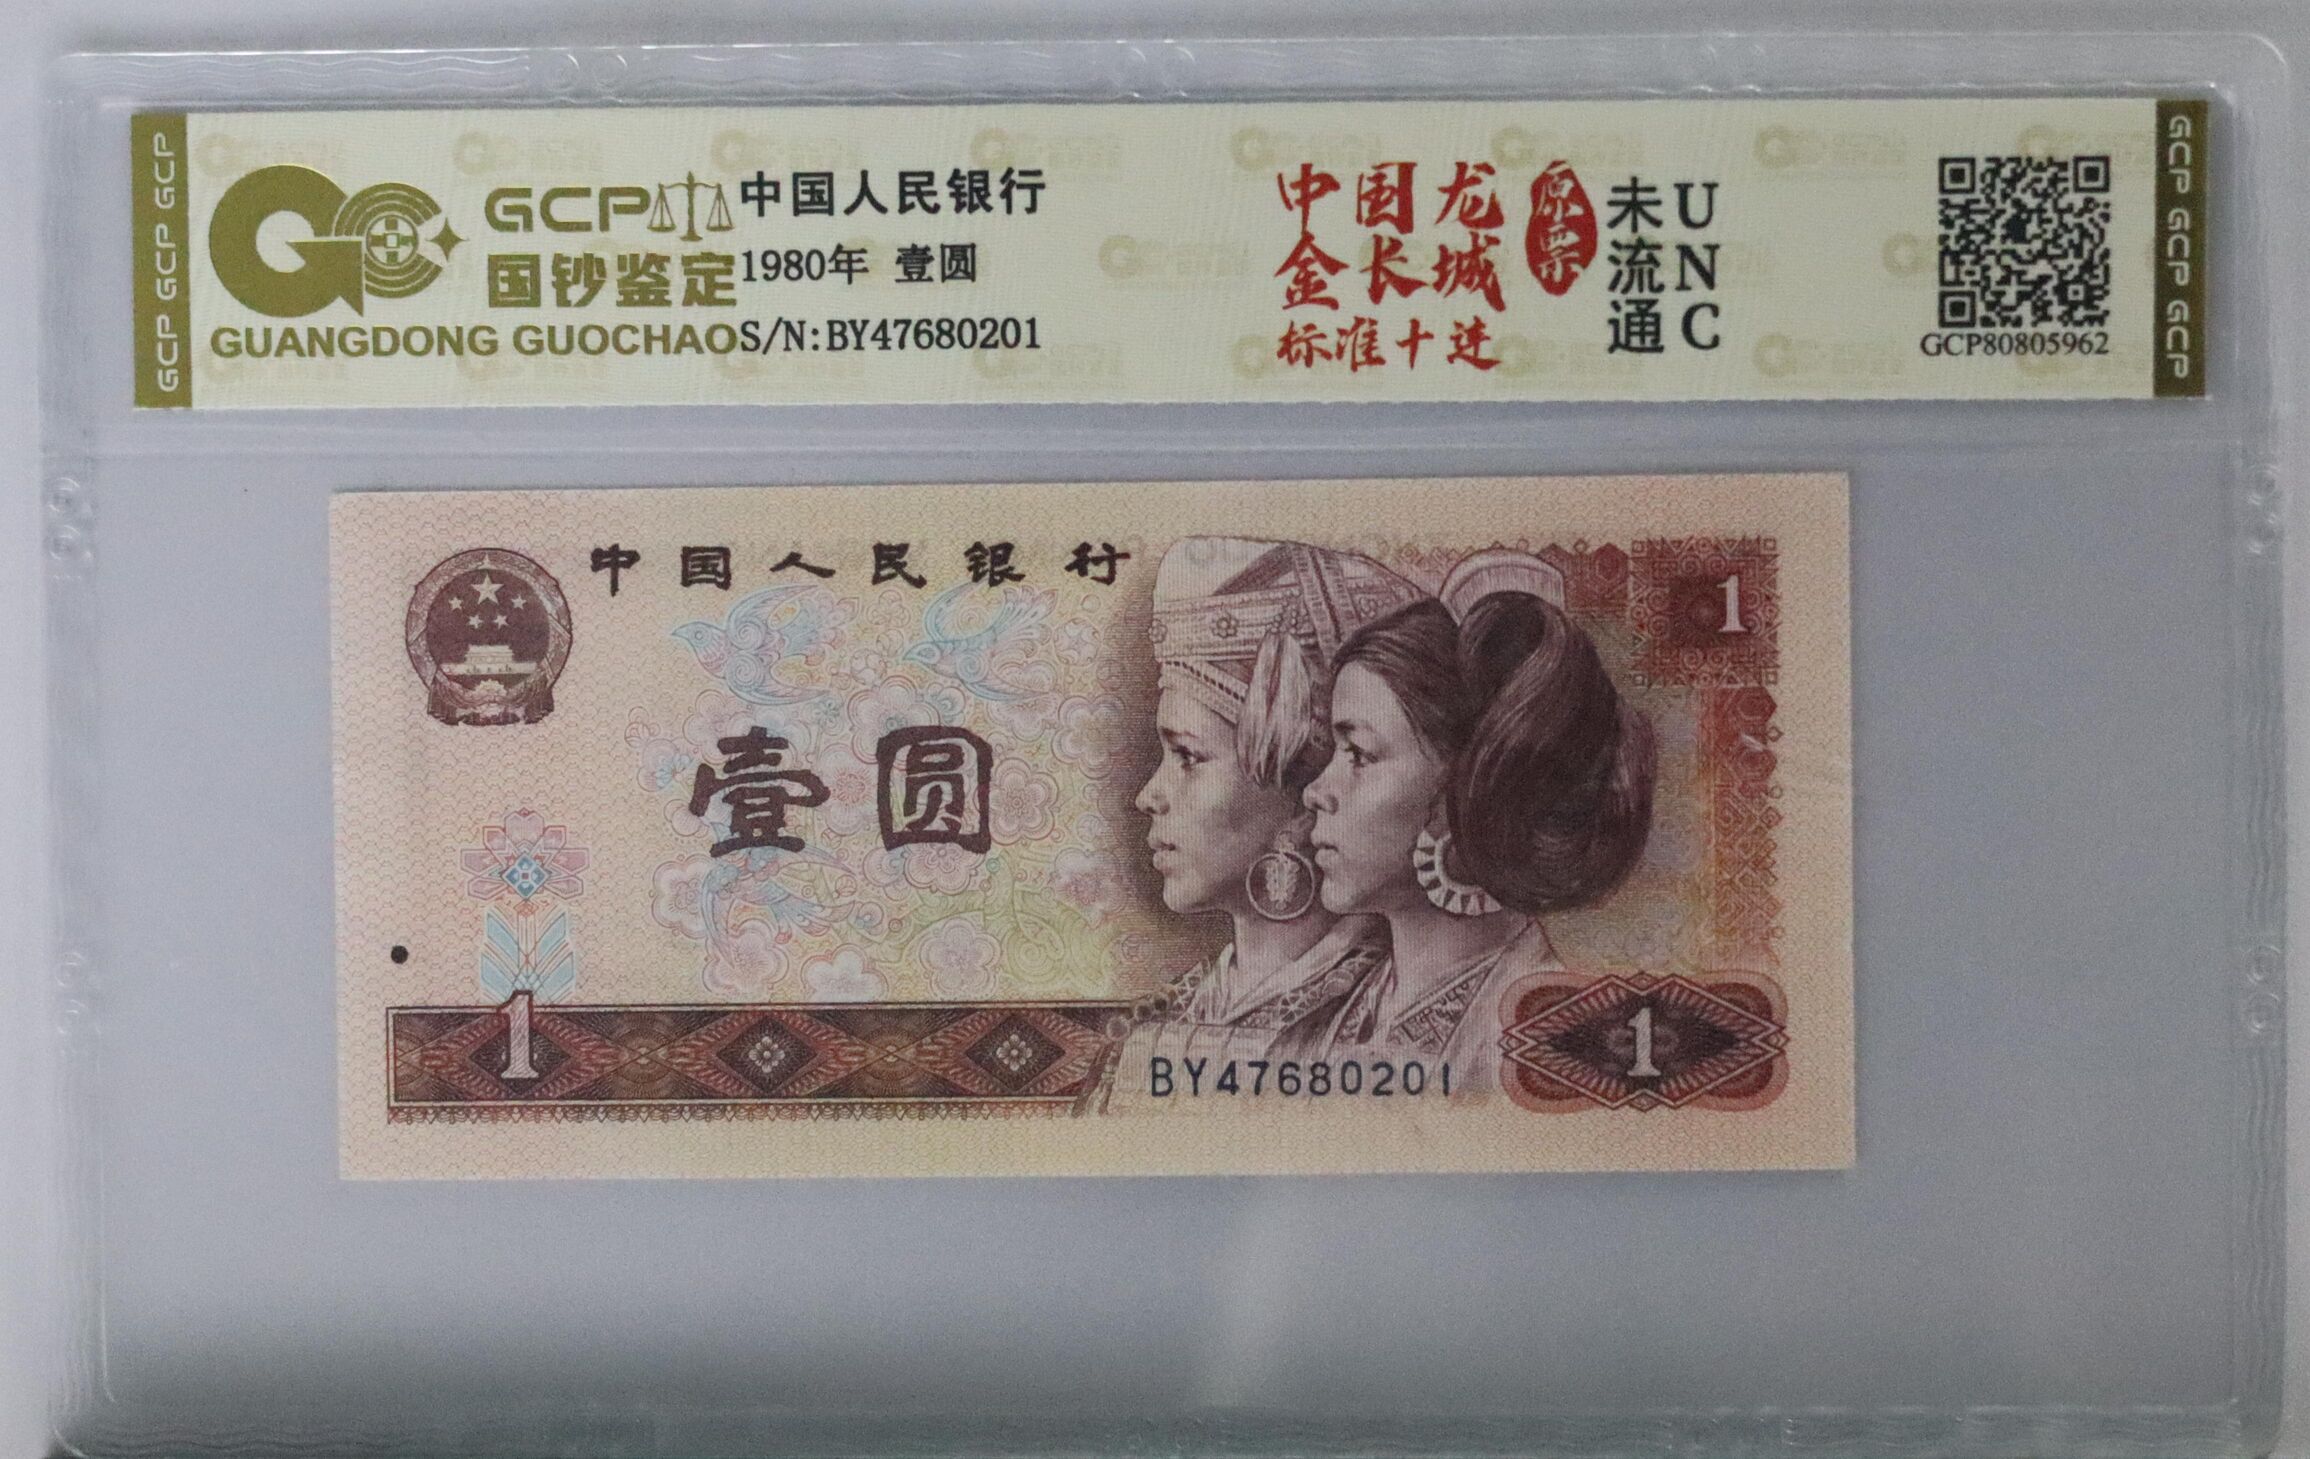 GCP GCP GCP
GCP
国钞鉴定
GUANGDONG GUOCHAO
中国人民银行
1980年 壹圆
S/N:BY47680201
中国龙
金长城
标准十连
原票
未流通
UNC
GCP80805962
GCP GCP GCP
中国人民银行
1
壹圆
1
BY47680201
1